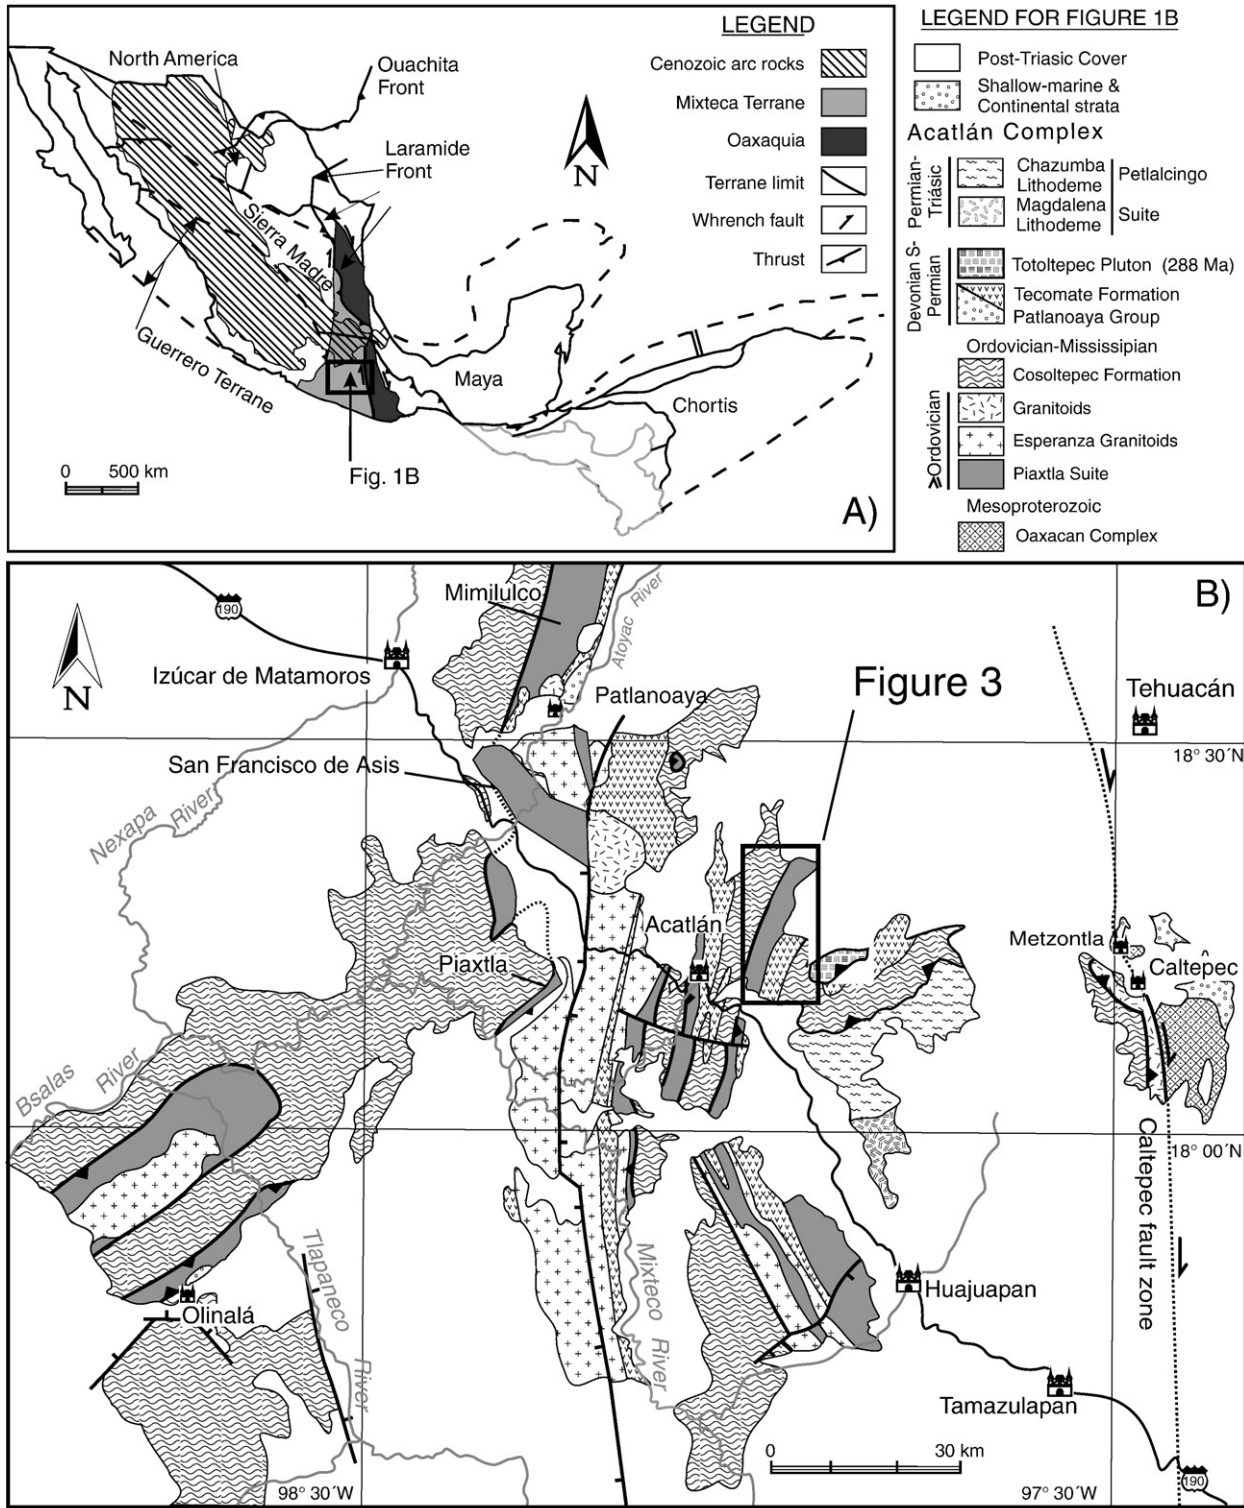 LEGEND
Cenozoic arc rocks
Mixteca Terrane
Oaxaquia
Terrane limit
Whrench fault
Thrust
North America
Ouachita
Front
Laramide
Front
N
Sierra Madre
Guerrero Terrane
Maya
Chortis
0 500 km
Fig. 1B
A)
LEGEND FOR FIGURE 1B
Post-Triasic Cover
Shallow-marine &
Continental strata
Acatlán Complex
Permian-
Triásic
Chazumba
Lithodeme
Magdalena
Lithodeme
Petlalcingo
Suite
Devonian S-
Permian
Totoltepec Pluton (288 Ma)
Tecomate Formation
Patlanoaya Group
Ordovician-Missisipian
Cosoltepec Formation
⩾Ordovician
Granitoids
Esperanza Granitoids
Piaxtla Suite
Mesoproterozoic
Oaxacan Complex
B)
190
Mimilulco
Atoyac River
N
Izúcar de Matamoros
Patlanoaya
Figure 3
Tehuacán
18° 30´N
San Francisco de Asis
Nexapa River
Acatlán
Metzontla
Caltepec
Piaxtla
Bsalas River
18° 00´N
Caltepec fault zone
Tlapaneco River
Mixteco River
Olinalá
Huajuapan
Tamazulapan
0 30 km
98° 30´W
97° 30´W
190